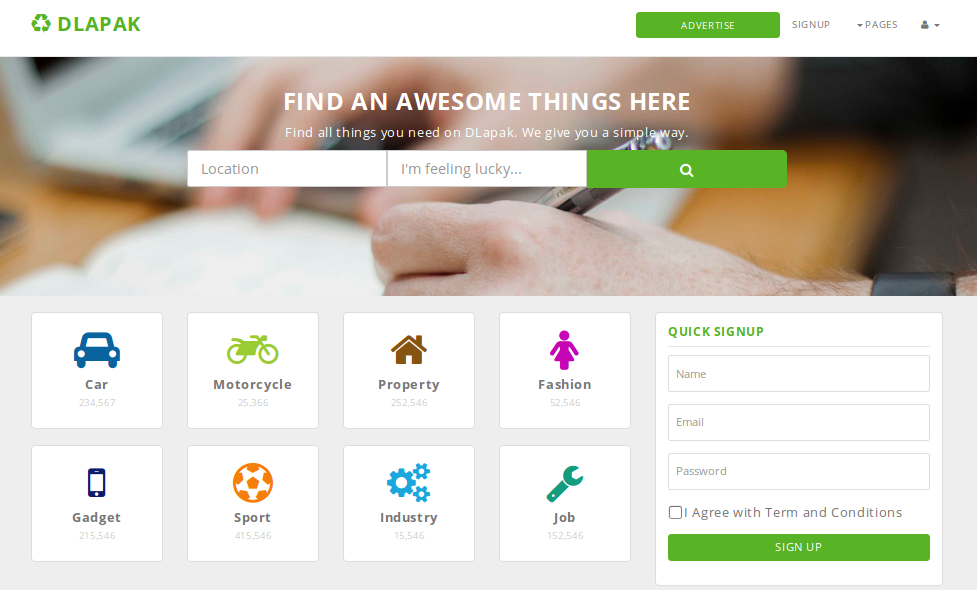 DLAPAK
ADVERTISE
SIGNUP
PAGES
FIND AN AWESOME THINGS HERE
Find all things you need on DLapak. We give you a simple way.
Location
I'm feeling lucky...
Car
234,567
Motorcycle
25,366
Property
252,546
Fashion
52,546
Gadget
215,546
Sport
415,546
Industry
15,546
Job
152,546
QUICK SIGNUP
Name
Email
Password
I Agree with Term and Conditions
SIGN UP